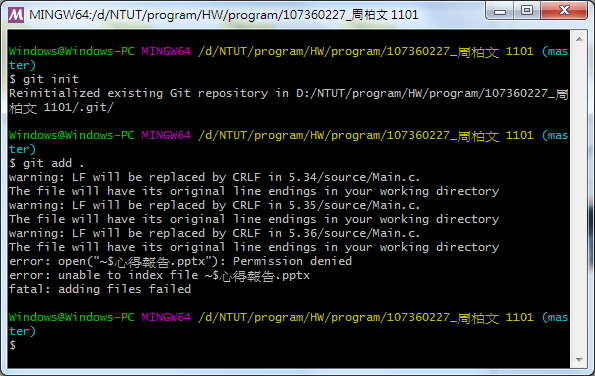 MINGW64:/d/NTUT/program/HW/program/107360227_周柏文 1101
Windows@Windows-PC MINGW64 /d/NTUT/program/HW/program/107360227_周柏文 1101 (mas
ter)
$ git init
Reinitialized existing Git repository in D:/NTUT/program/HW/program/107360227_周
柏文 1101/.git/
Windows@Windows-PC MINGW64 /d/NTUT/program/HW/program/107360227_周柏文 1101 (mas
ter)
$ git add .
warning: LF will be replaced by CRLF in 5.34/source/Main.c.
The file will have its original line endings in your working directory
warning: LF will be replaced by CRLF in 5.35/source/Main.c.
The file will have its original line endings in your working directory
warning: LF will be replaced by CRLF in 5.36/source/Main.c.
The file will have its original line endings in your working directory
error: open("~$心得報告.pptx"): Permission denied
error: unable to index file ~$心得報告.pptx
fatal: adding files failed
Windows@Windows-PC MINGW64 /d/NTUT/program/HW/program/107360227_周柏文 1101 (mas
ter)
$